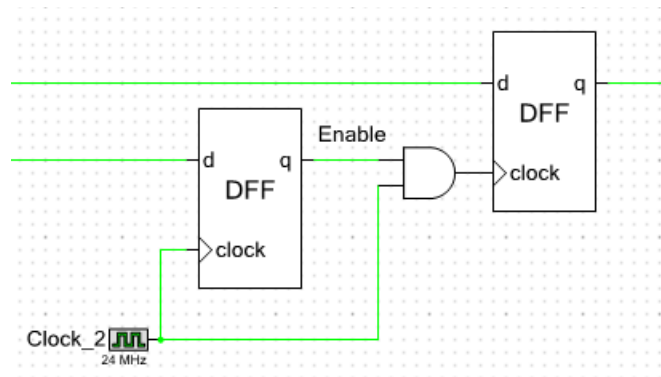 d q
DFF
clock
Enable
d q
DFF
clock
Clock_2
24 MHz